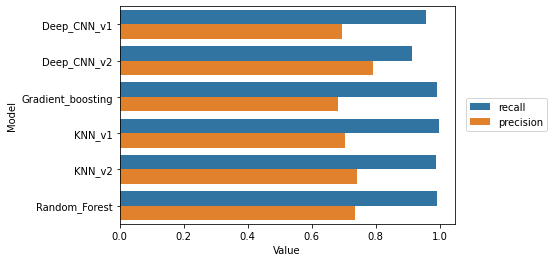 Deep_CNN_v1
Deep_CNN_v2
Gradient_boosting
KNN_v1
KNN_v2
Random_Forest
Model
0.0 0.2 0.4 0.6 0.8 1.0
Value
recall
precision